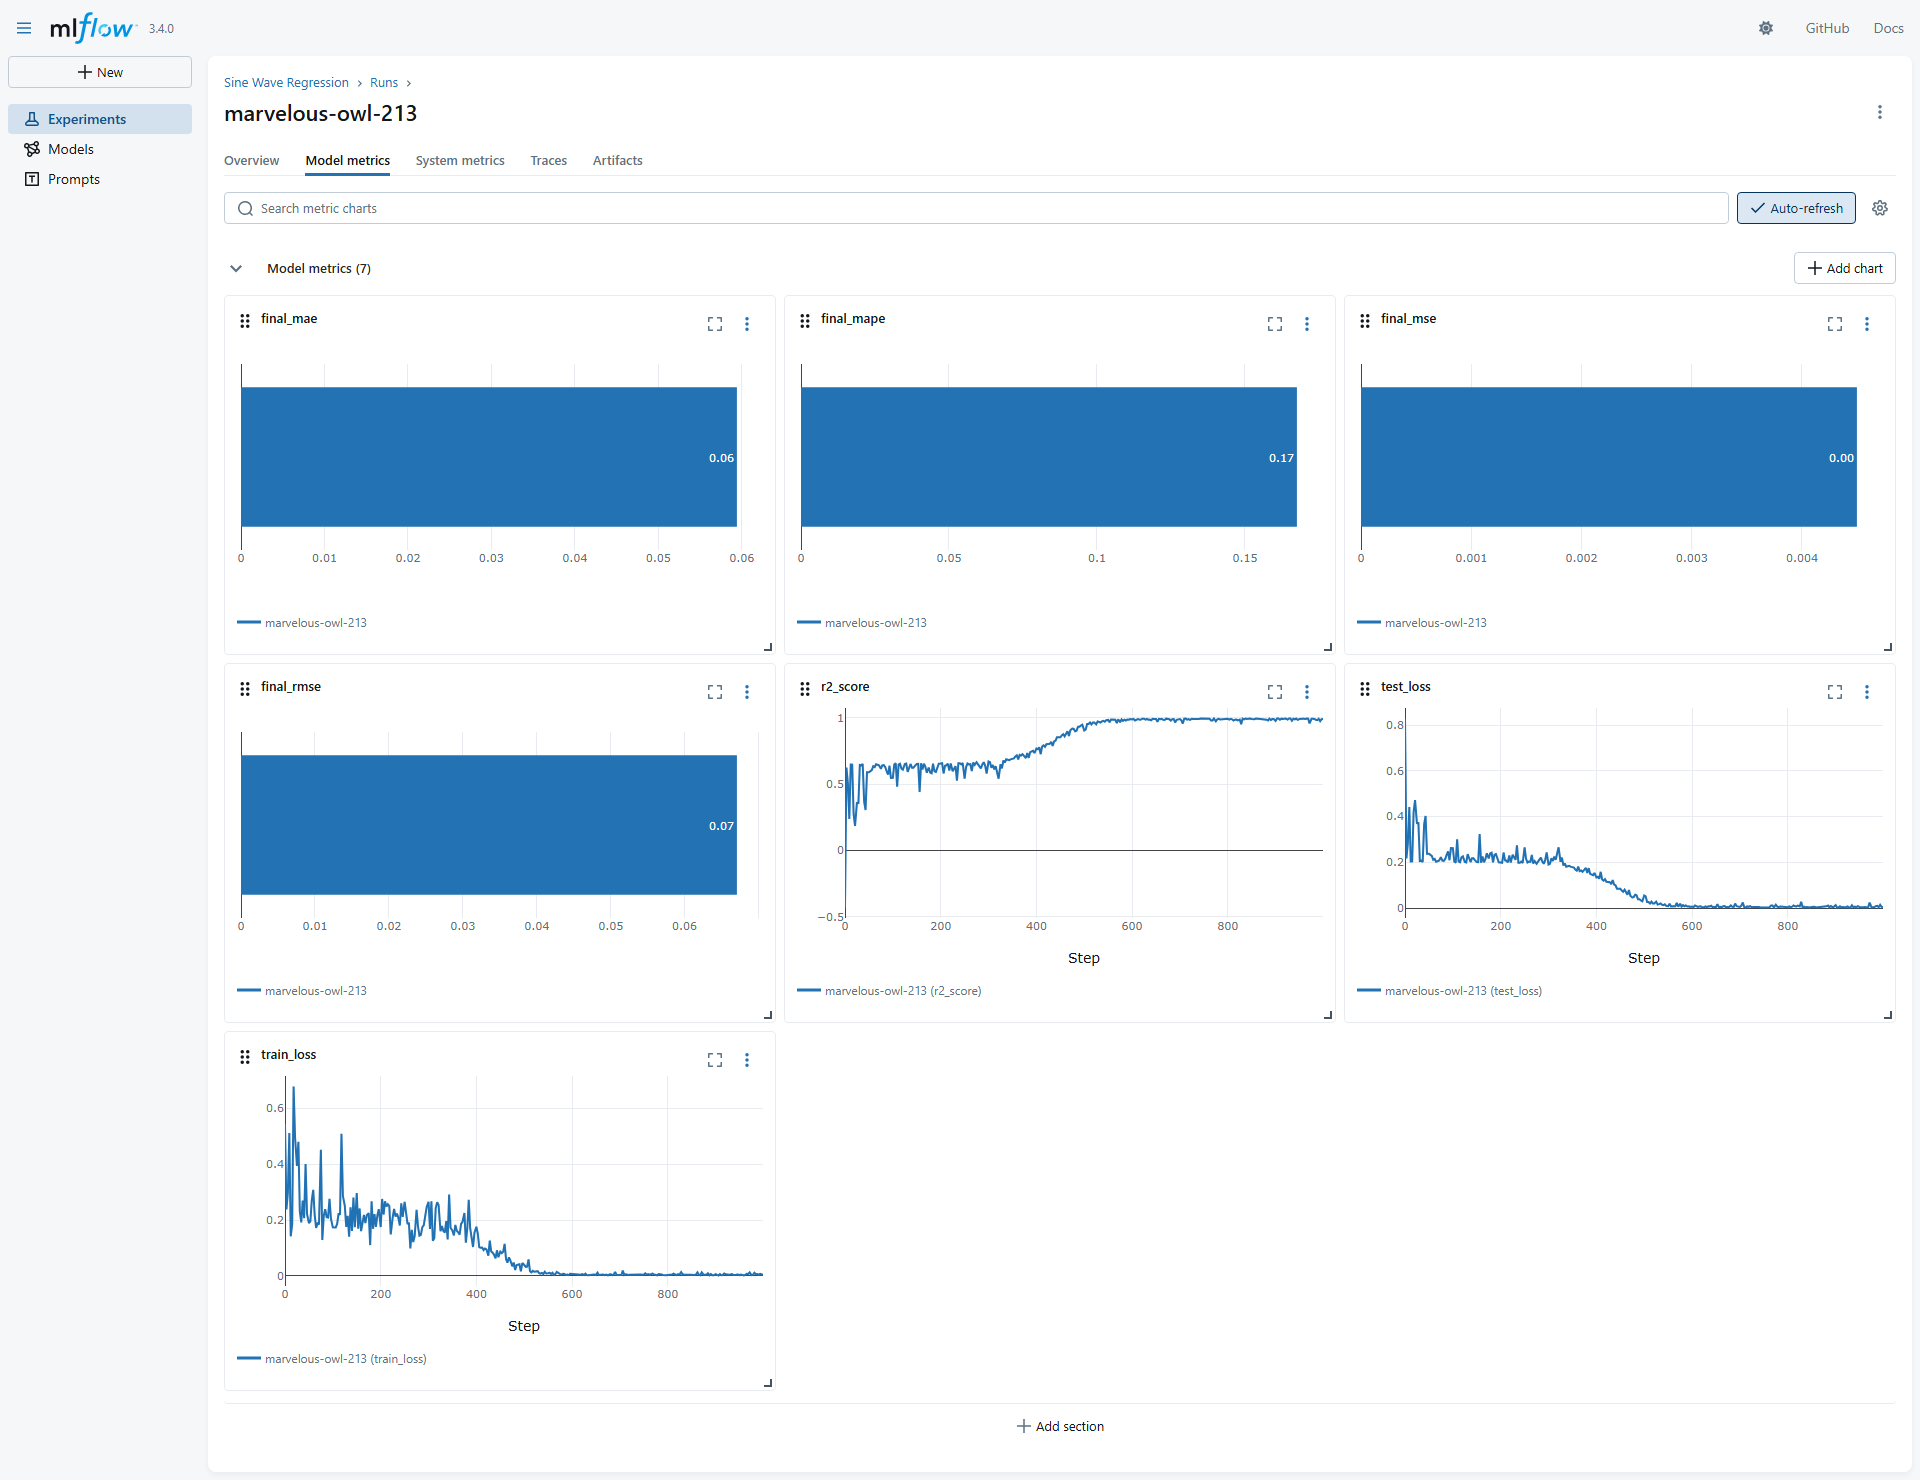 mlflow 3.4.0
GitHub Docs
New
Experiments
Models
Prompts
Sine Wave Regression › Runs ›
marvelous-owl-213
Overview Model metrics System metrics Traces Artifacts
Search metric charts
Auto-refresh
Model metrics (7)
Add chart
final_mae
0.06
0 0.01 0.02 0.03 0.04 0.05 0.06
marvelous-owl-213
final_mape
0.17
0 0.05 0.1 0.15
marvelous-owl-213
final_mse
0.00
0 0.001 0.002 0.003 0.004
marvelous-owl-213
final_rmse
0.07
0 0.01 0.02 0.03 0.04 0.05 0.06
marvelous-owl-213
r2_score
1
0.5
0
−0.5
0 200 400 600 800
Step
marvelous-owl-213 (r2_score)
test_loss
0.8
0.6
0.4
0.2
0
0 200 400 600 800
Step
marvelous-owl-213 (test_loss)
train_loss
0.6
0.4
0.2
0
0 200 400 600 800
Step
marvelous-owl-213 (train_loss)
Add section